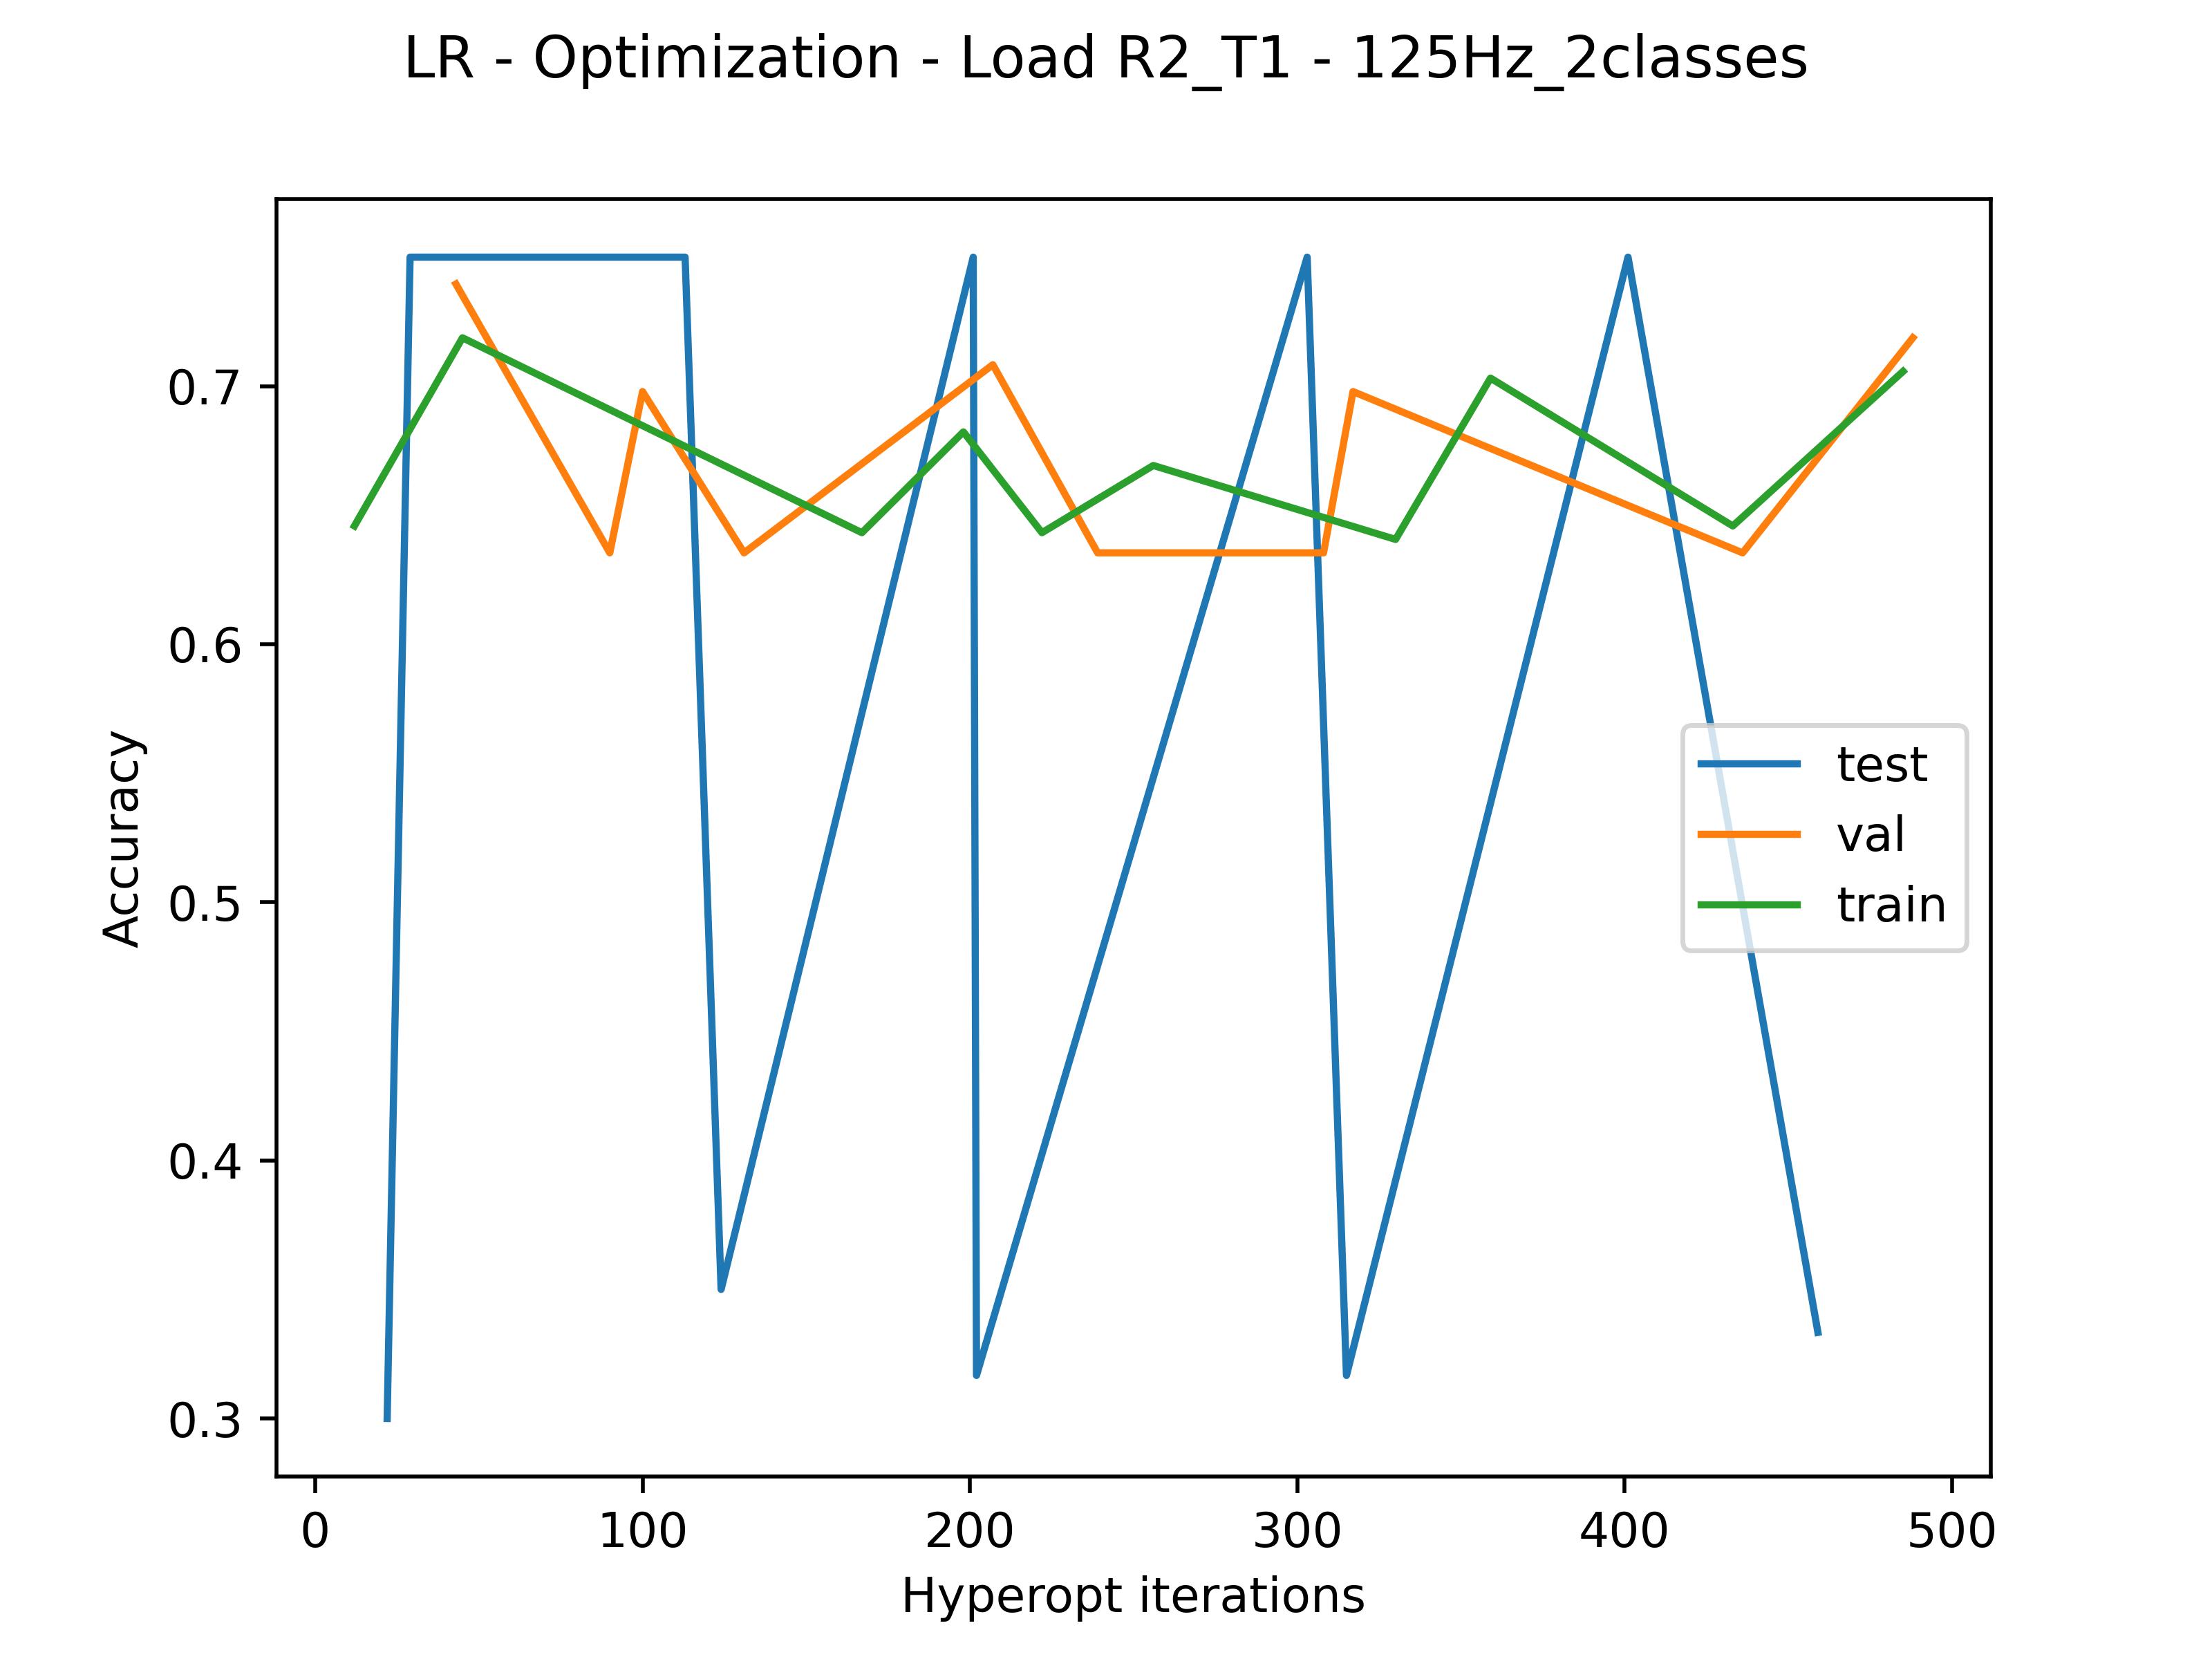 LR - Optimization - Load R2_T1 - 125Hz_2classes
0.7
0.6
0.5
0.4
0.3
Accuracy
test
val
train
0 100 200 300 400 500
Hyperopt iterations